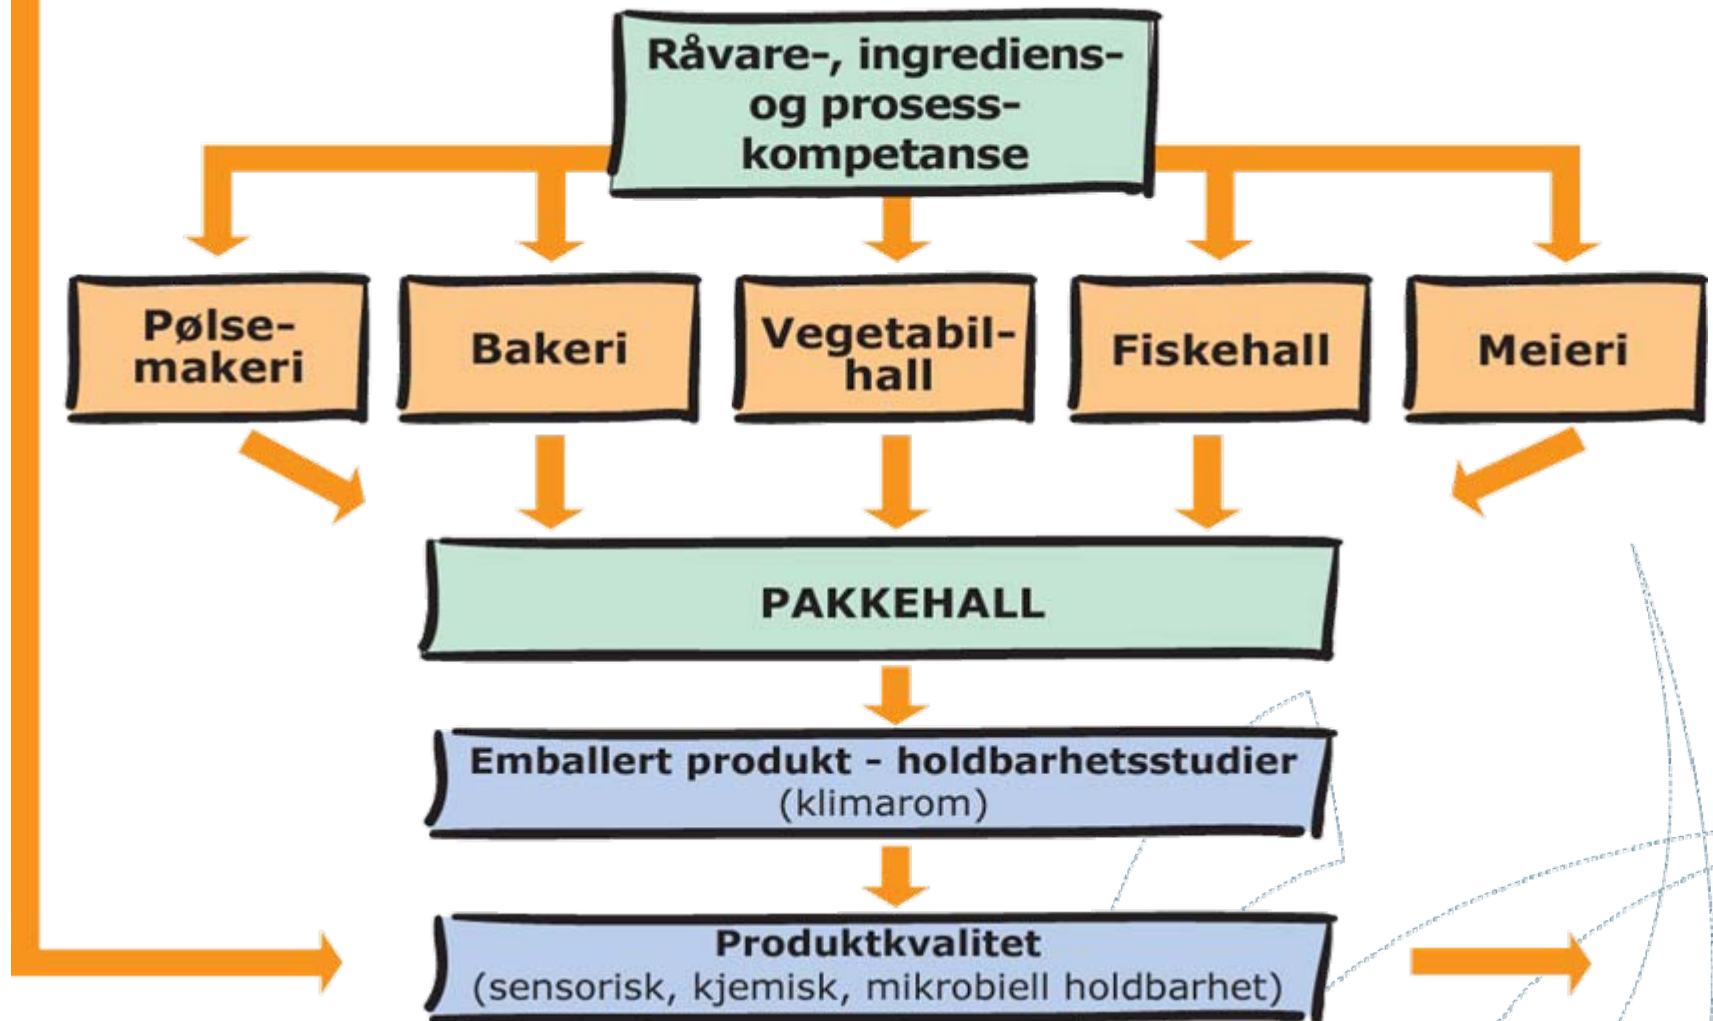 Råvare-, ingrediens-
og prosess-
kompetanse
Pølse-
makeri
Bakeri
Vegetabil-
hall
Fiskehall
Meieri
PAKKEHALL
Emballert produkt - holdbarhetsstudier
(klimarom)
Produktkvalitet
(sensorisk, kjemisk, mikrobiell holdbarhet)